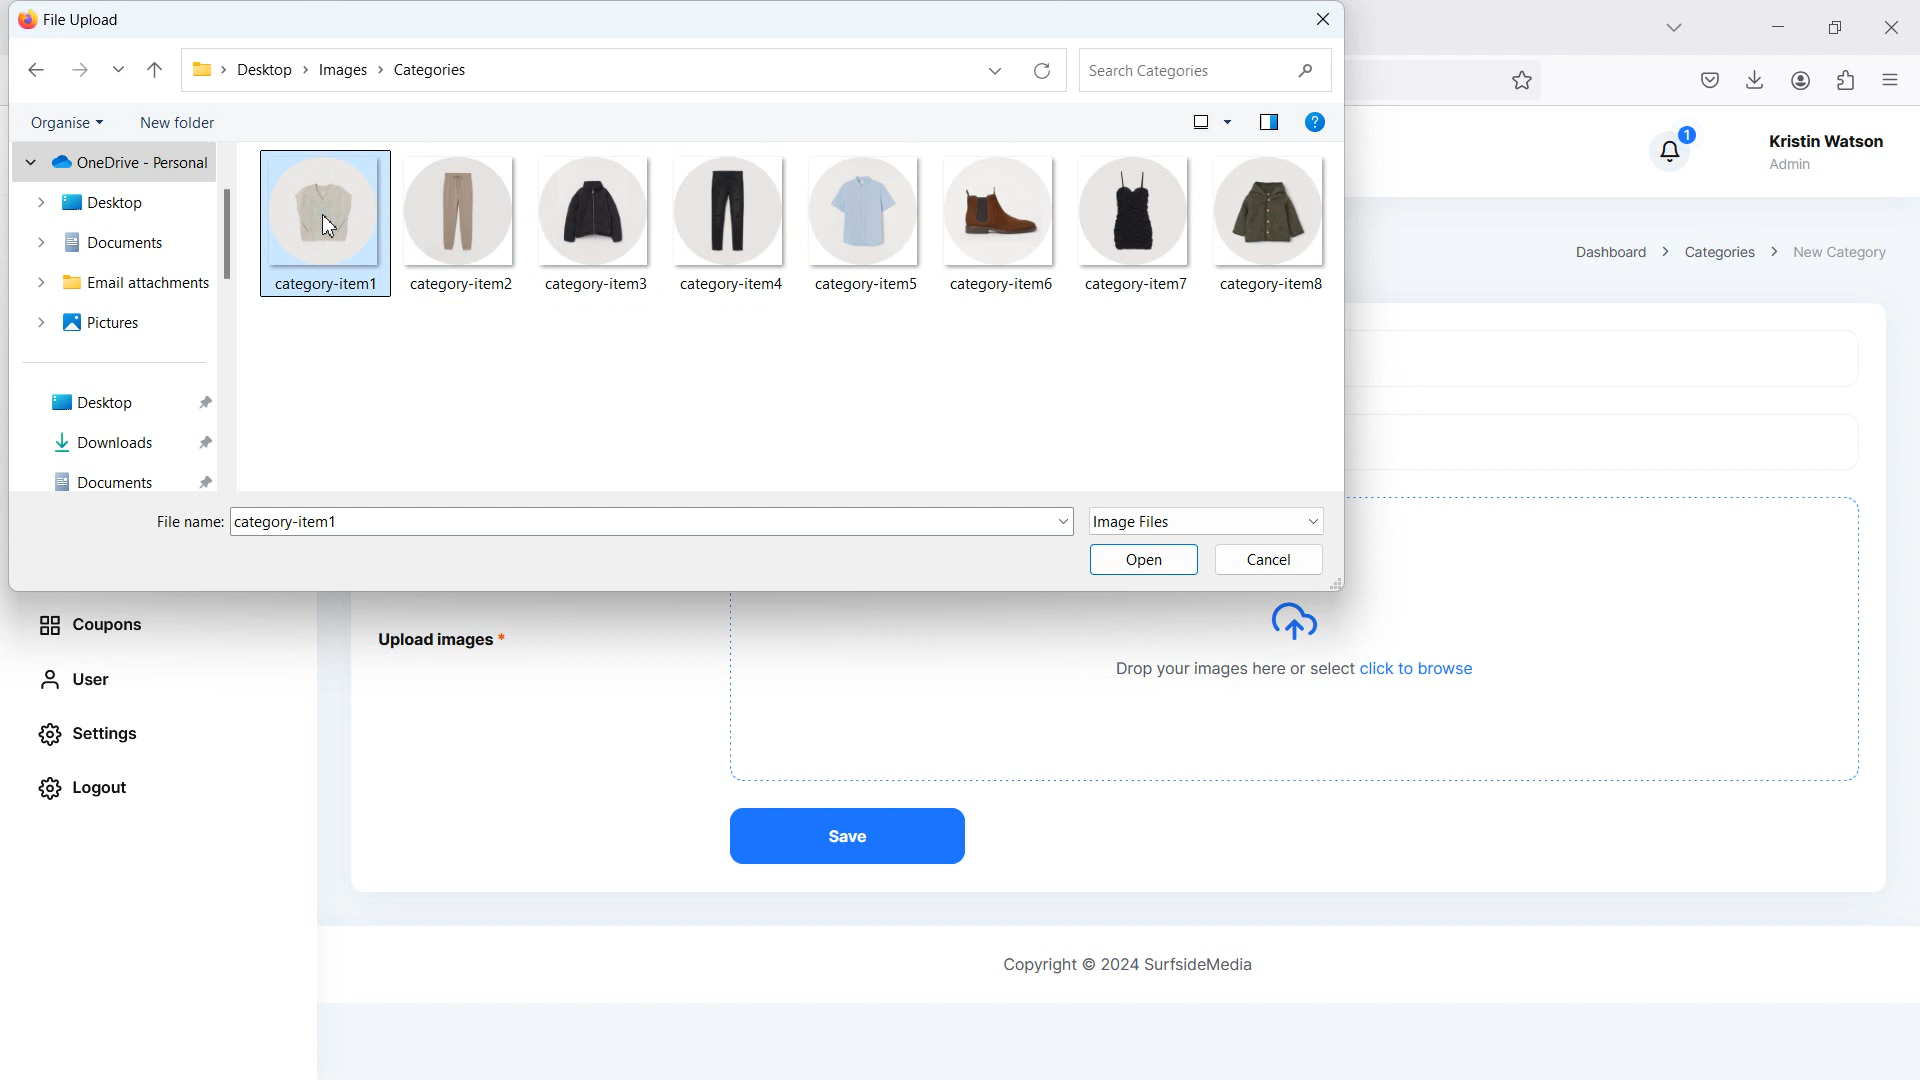 File Upload
Desktop > Images > Categories
Search Categories
Organise
New folder
OneDrive - Personal
Desktop
Documents
Email attachments
Pictures
Desktop
Downloads
Documents
category-item1
category-item2
category-item3
category-item4
category-item5
category-item6
category-item7
category-item8
File name: category-item1
Image Files
Open
Cancel
1
Kristin Watson
Admin
Dashboard > Categories > New Category
Coupons
User
Settings
Logout
Upload images *
Drop your images here or select click to browse
Save
Copyright © 2024 SurfsideMedia